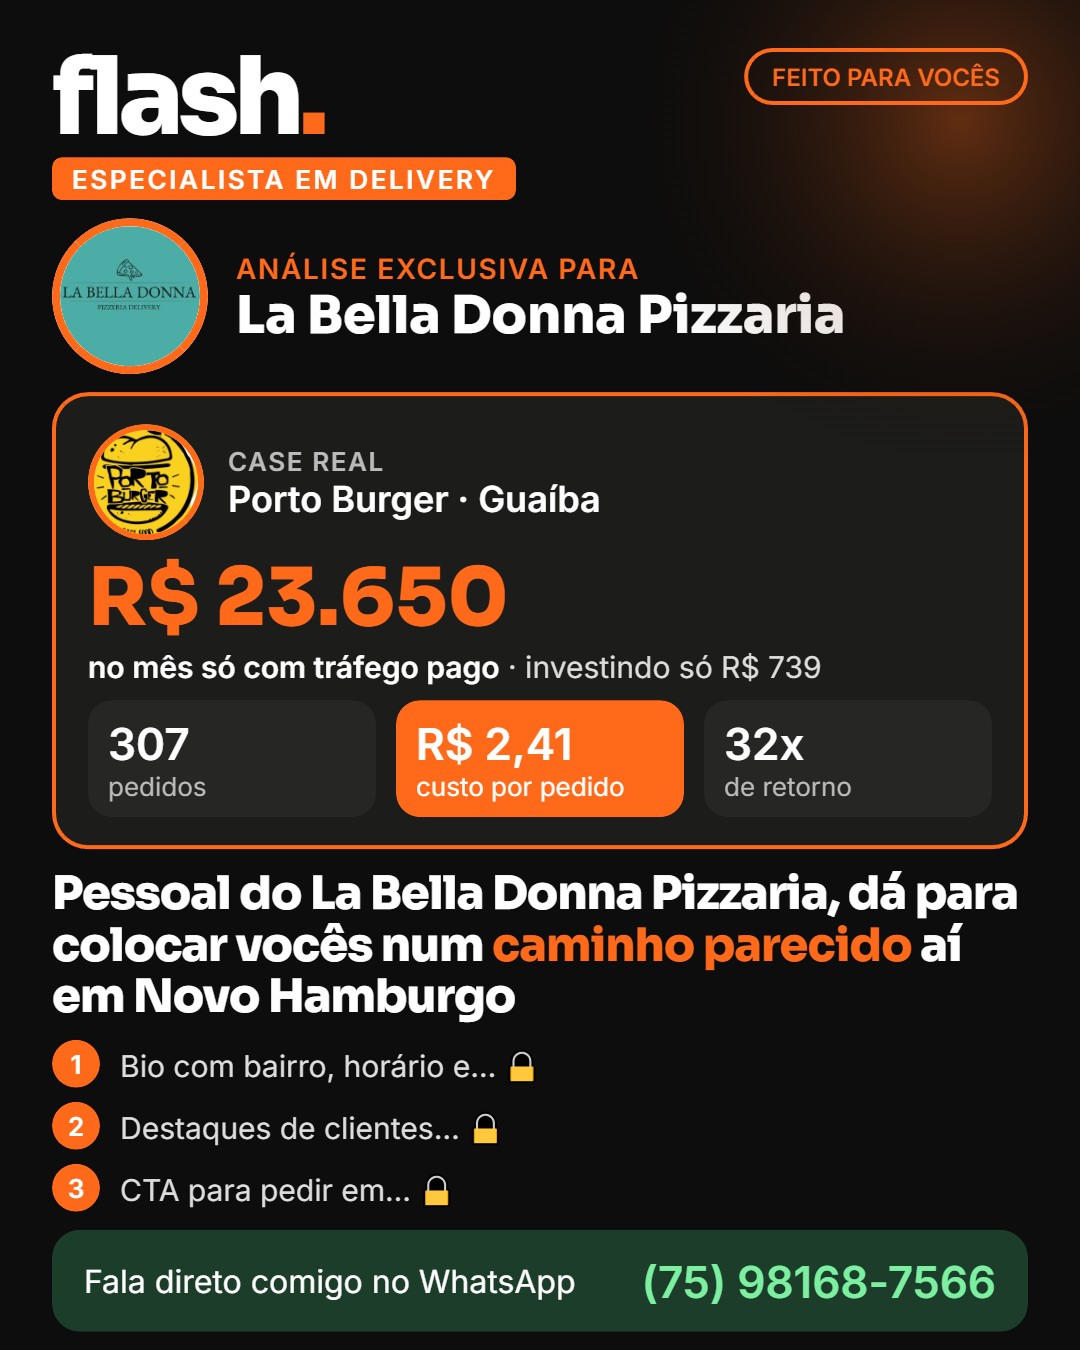 flash.
FEITO PARA VOCÊS
ESPECIALISTA EM DELIVERY
LA BELLA DONNA
PIZZERIA DELIVERY
ANÁLISE EXCLUSIVA PARA
La Bella Donna Pizzaria
PORTO
BURGER
CASE REAL
Porto Burger · Guaíba
R$ 23.650
no mês só com tráfego pago · investindo só R$ 739
307
pedidos
R$ 2,41
custo por pedido
32x
de retorno
Pessoal do La Bella Donna Pizzaria, dá para
colocar vocês num caminho parecido aí
em Novo Hamburgo
1 Bio com bairro, horário e... 🔒
2 Destaques de clientes... 🔒
3 CTA para pedir em... 🔒
Fala direto comigo no WhatsApp (75) 98168-7566